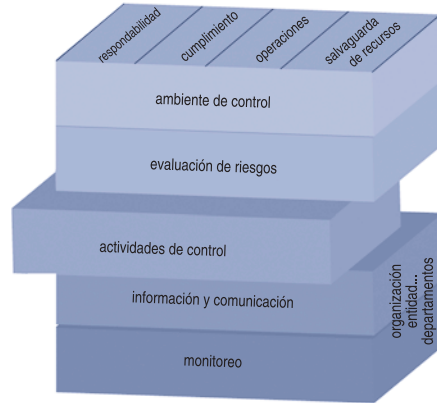 respondabilidad
cumplimiento
operaciones
salvaguarda
de recursos
ambiente de control
evaluación de riesgos
actividades de control
información y comunicación
monitoreo
organización
entidad...
departamentos